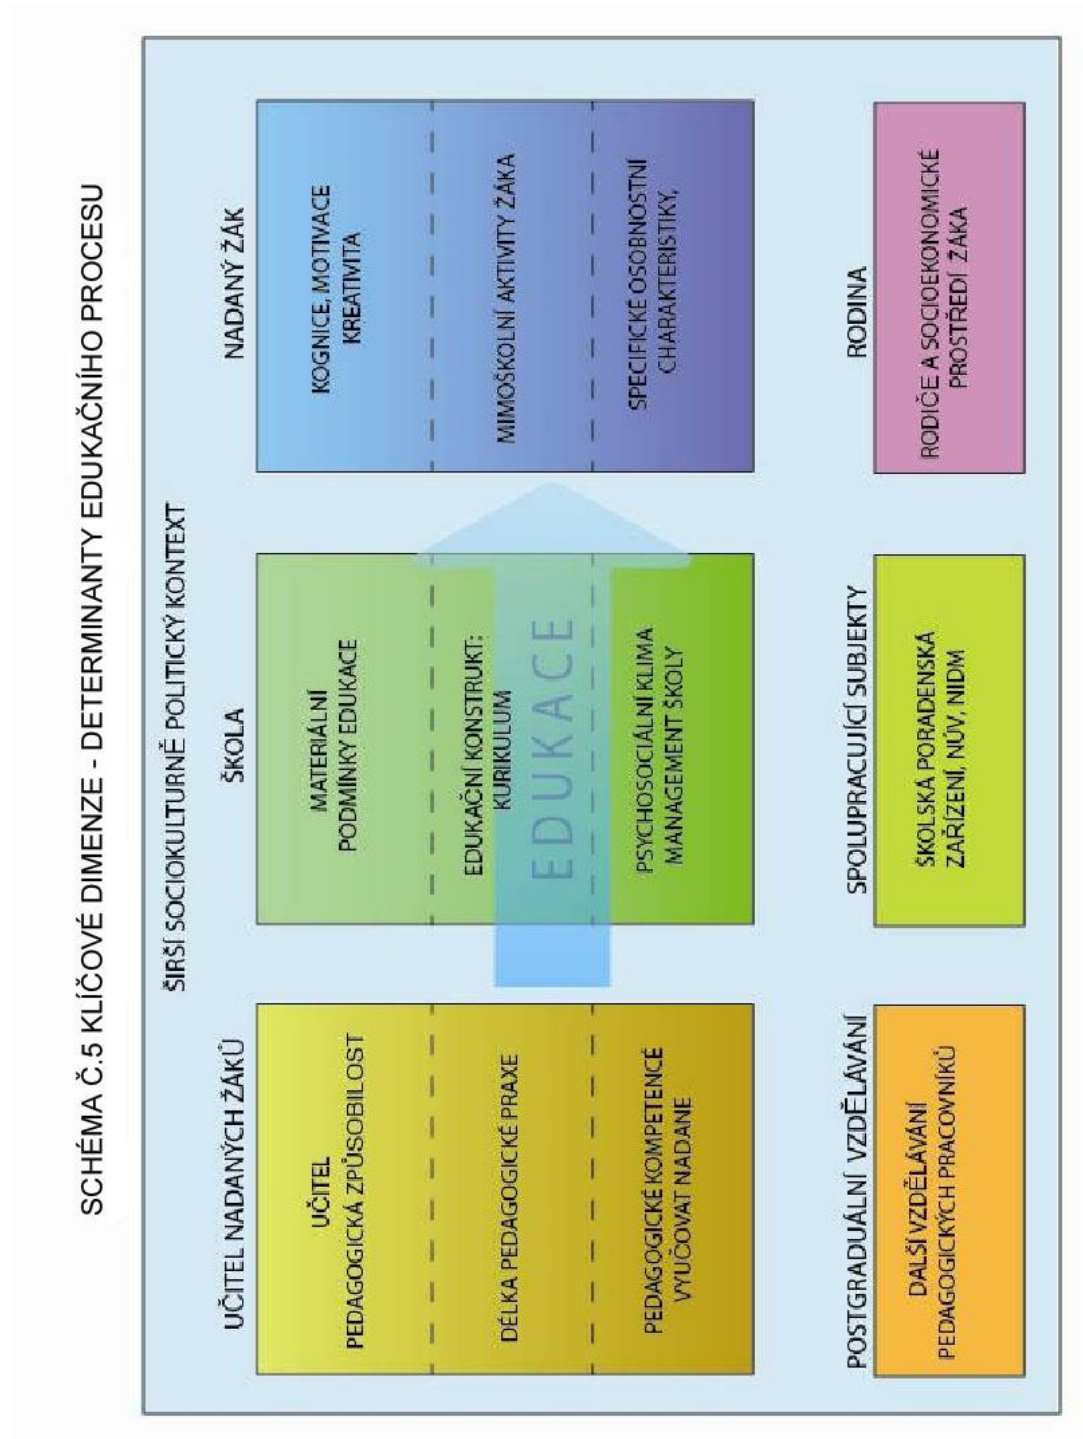 SCHÉMA Č.5 KLÍČOVÉ DIMENZE - DETERMINANTY EDUKAČNÍHO PROCESU
ŠIRŠÍ SOCIOKULTURNĚ POLITICKÝ KONTEXT
UČITEL NADANÝCH ŽÁKŮ
UČITEL
PEDAGOGICKÁ ZPŮSOBILOST
DÉLKA PEDAGOGICKÉ PRAXE
PEDAGOGICKÉ KOMPETENCE
VYUČOVAT NADANE
ŠKOLA
MATERIÁLNÍ
PODMÍNKY EDUKACE
EDUKAČNÍ KONSTRUKT:
KURIKULUM
EDUKACE
PSYCHOSOCIÁLNÍ KLIMA
MANAGEMENT ŠKOLY
NADANÝ ŽÁK
KOGNICE, MOTIVACE
KREATIVITA
MIMOŠKOLNÍ AKTIVITY ŽÁKA
SPECIFICKÉ OSOBNOSTNÍ
CHARAKTERISTIKY,
POSTGRADUÁLNÍ VZDĚLÁVÁNÍ
DALŠÍ VZDĚLÁVÁNÍ
PEDAGOGICKÝCH PRACOVNÍKŮ
SPOLUPRACUJÍCÍ SUBJEKTY
ŠKOLSKÁ PORADENSKÁ
ZAŘÍZENÍ, NÚV, NIDM
RODINA
RODIČE A SOCIOEKONOMICKÉ
PROSTŘEDÍ ŽÁKA